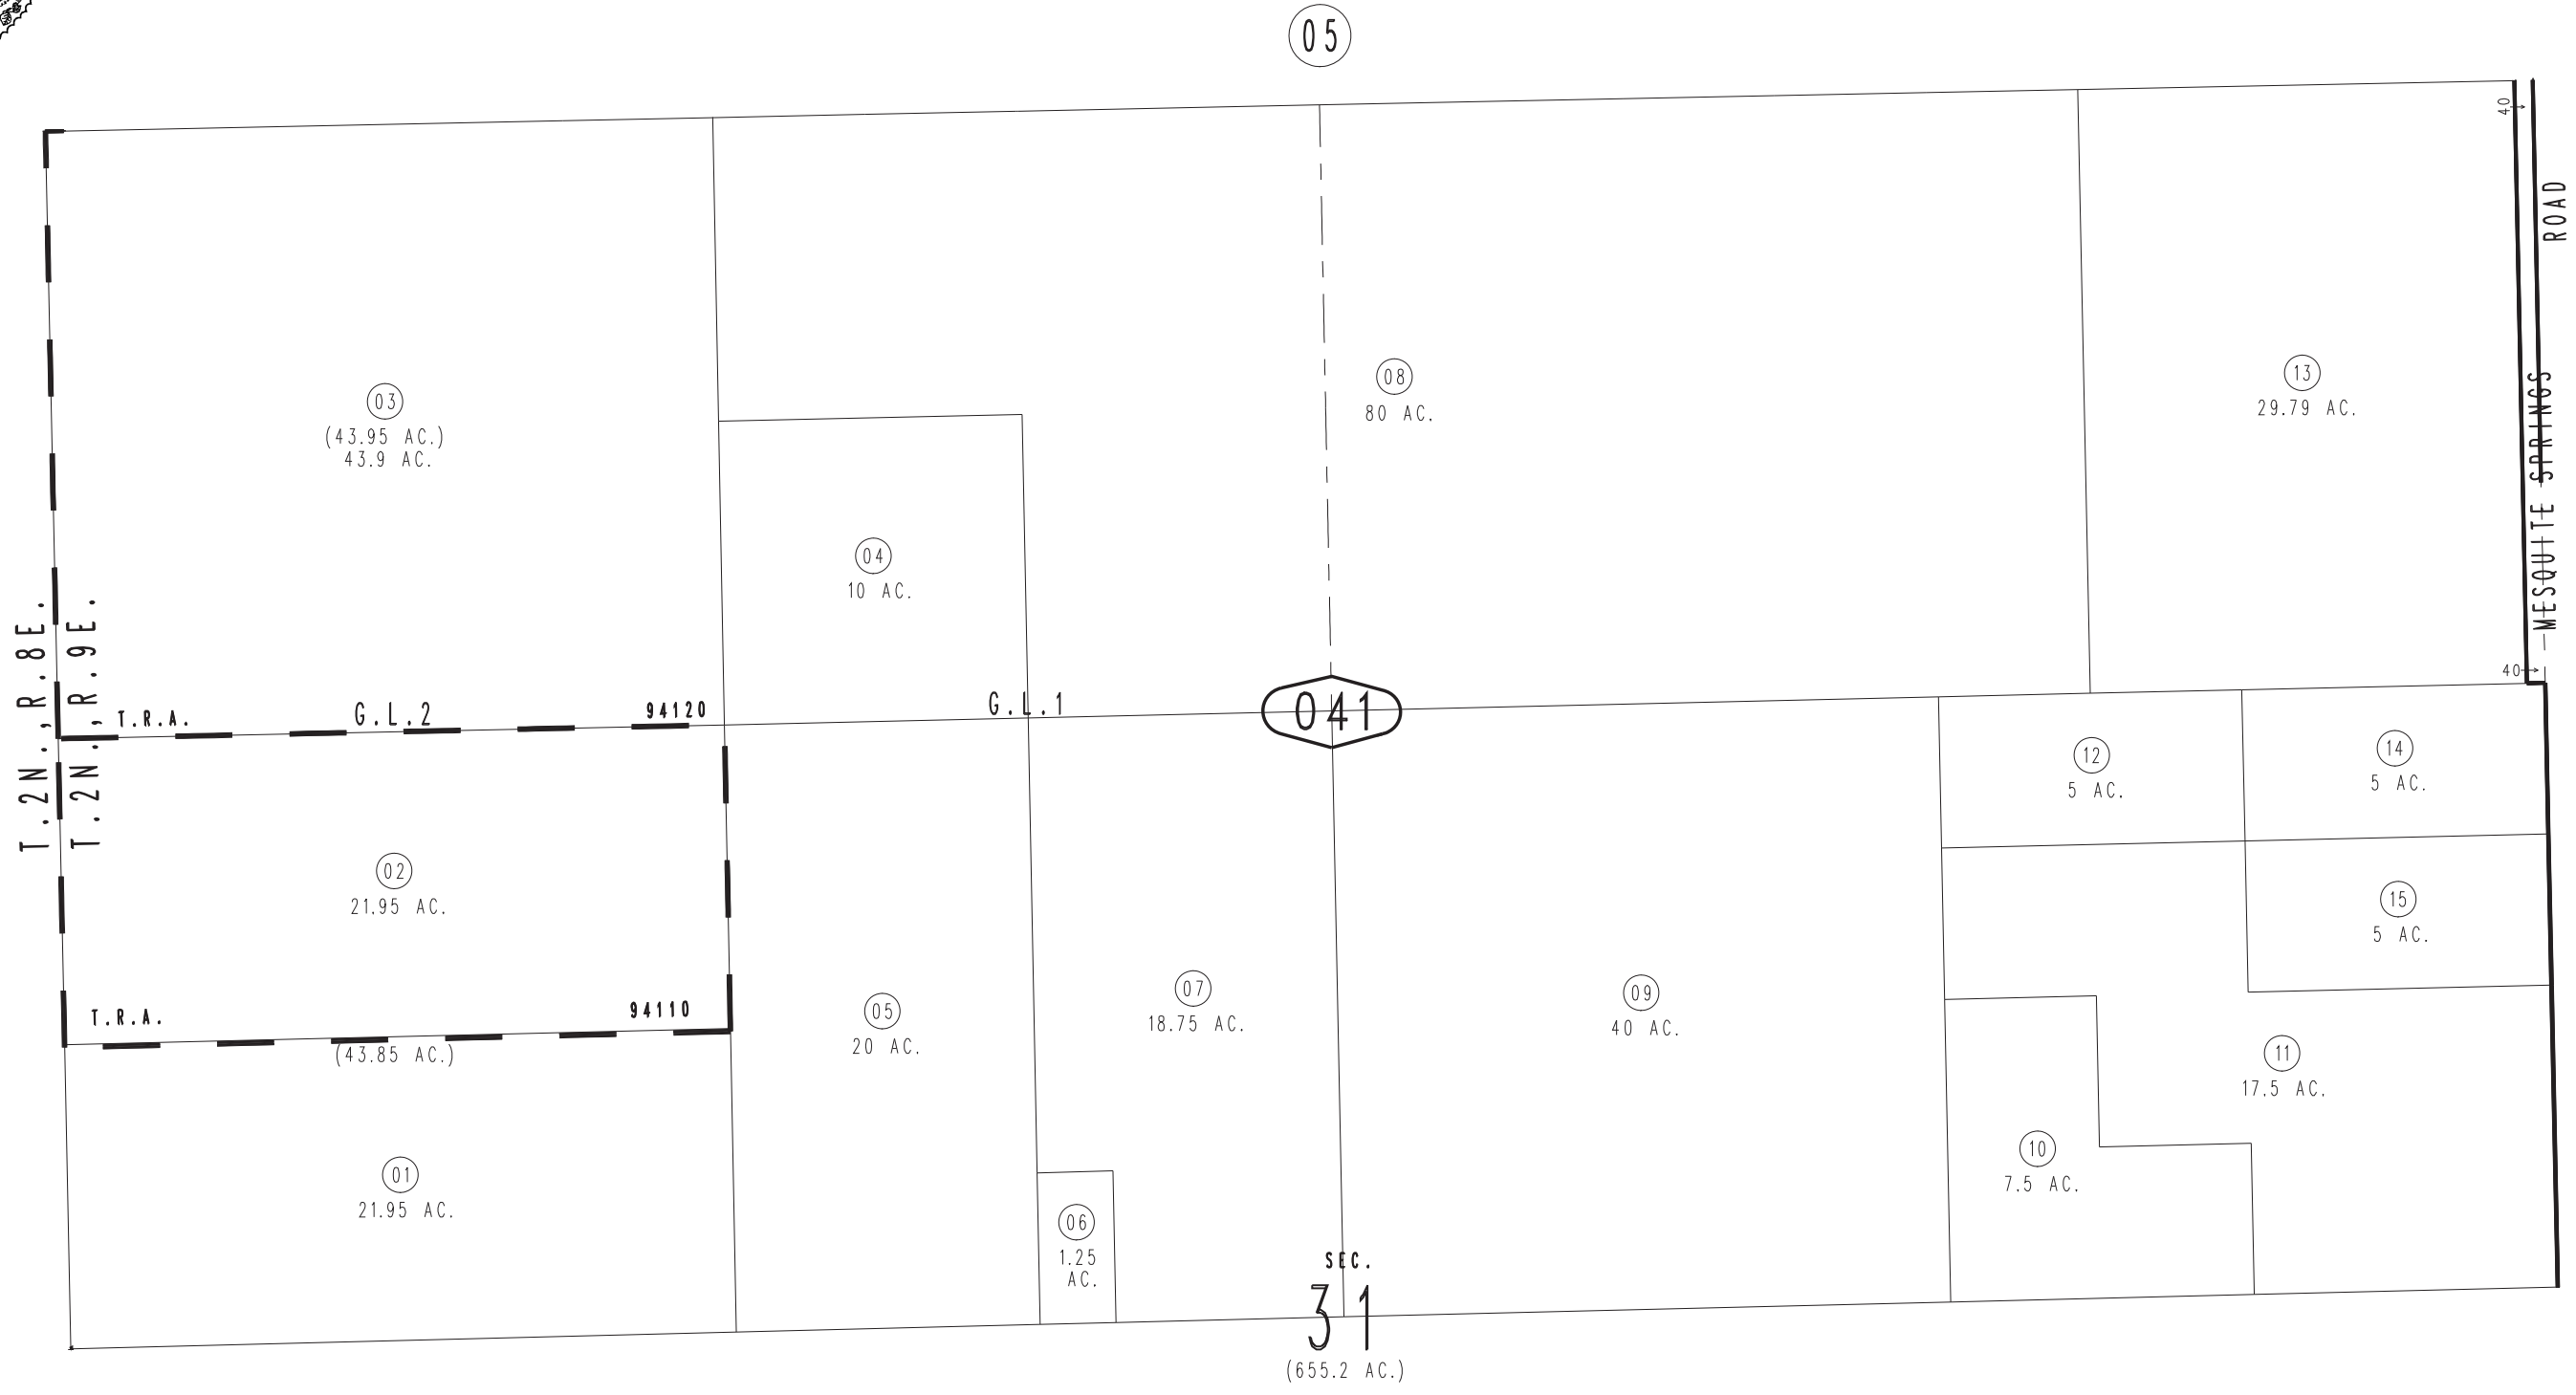 05
40
ROAD
03
(43.95 AC.)
43.9 AC.
08
80 AC.
13
29.79 AC.
MESQUITE SPRINGS
04
10 AC.
T.2N.,R.8E.
T.2N.,R.9E.
40
T.R.A.
G.L.2
94120
G.L.1
041
12
5 AC.
14
5 AC.
02
21.95 AC.
15
5 AC.
T.R.A.
94110
(43.85 AC.)
05
20 AC.
07
18.75 AC.
09
40 AC.
11
17.5 AC.
10
7.5 AC.
01
21.95 AC.
06
1.25
AC.
SEC.
31
(655.2 AC.)